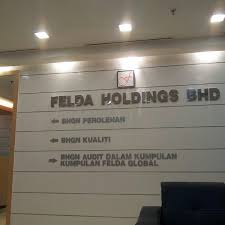 FELDA HOLDINGS BHD
BHGN PEROLEHAN
BHGN KUALITI
BHGN AUDIT DALAM KUMPULAN
KUMPULAN FELDA GLOBAL